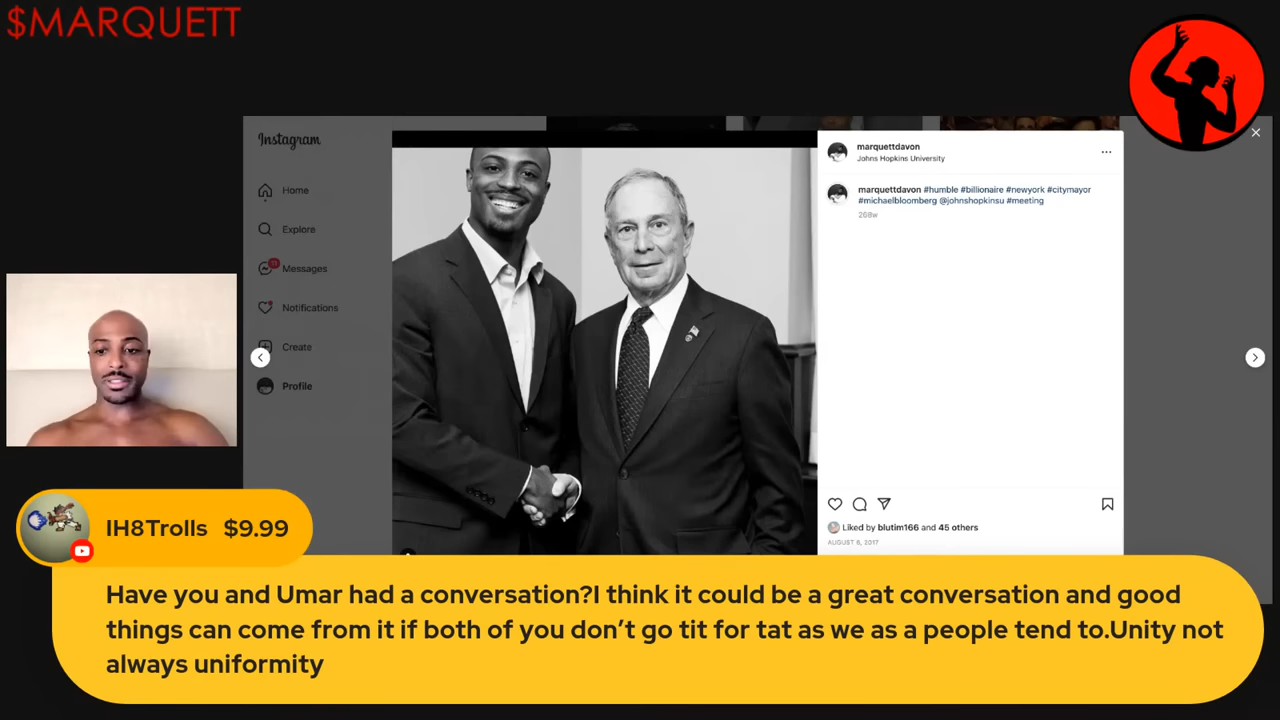 $MARQUETT
Instagram
Home
Explore
Messages
Notifications
Create
Profile
marquettdavon
Johns Hopkins University
marquettdavon #humble #billionaire #newyork #citymayor
#michaelbloomberg @johnshopkinsu #meeting
268w
Liked by blutim166 and 45 others
AUGUST 6, 2017
IH8Trolls $9.99
Have you and Umar had a conversation?I think it could be a great conversation and good
things can come from it if both of you don’t go tit for tat as we as a people tend to.Unity not
always uniformity